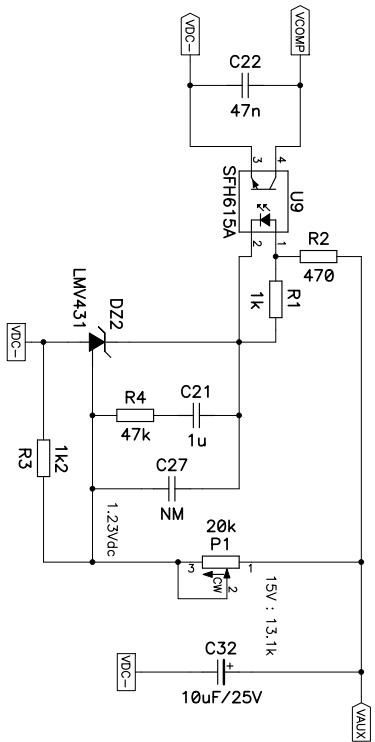 VDC-
VCOMP
C22
47n
3
4
SFH615A
U9
2
1
R2
470
R1
1k
LMV431
DZ2
VDC-
R4
47k
C21
1u
R3
1k2
C27
NM
1.23Vdc
20k
P1
3
CW
2
1
15V : 13.1k
C32
+
10uF/25V
VDC-
VAUX